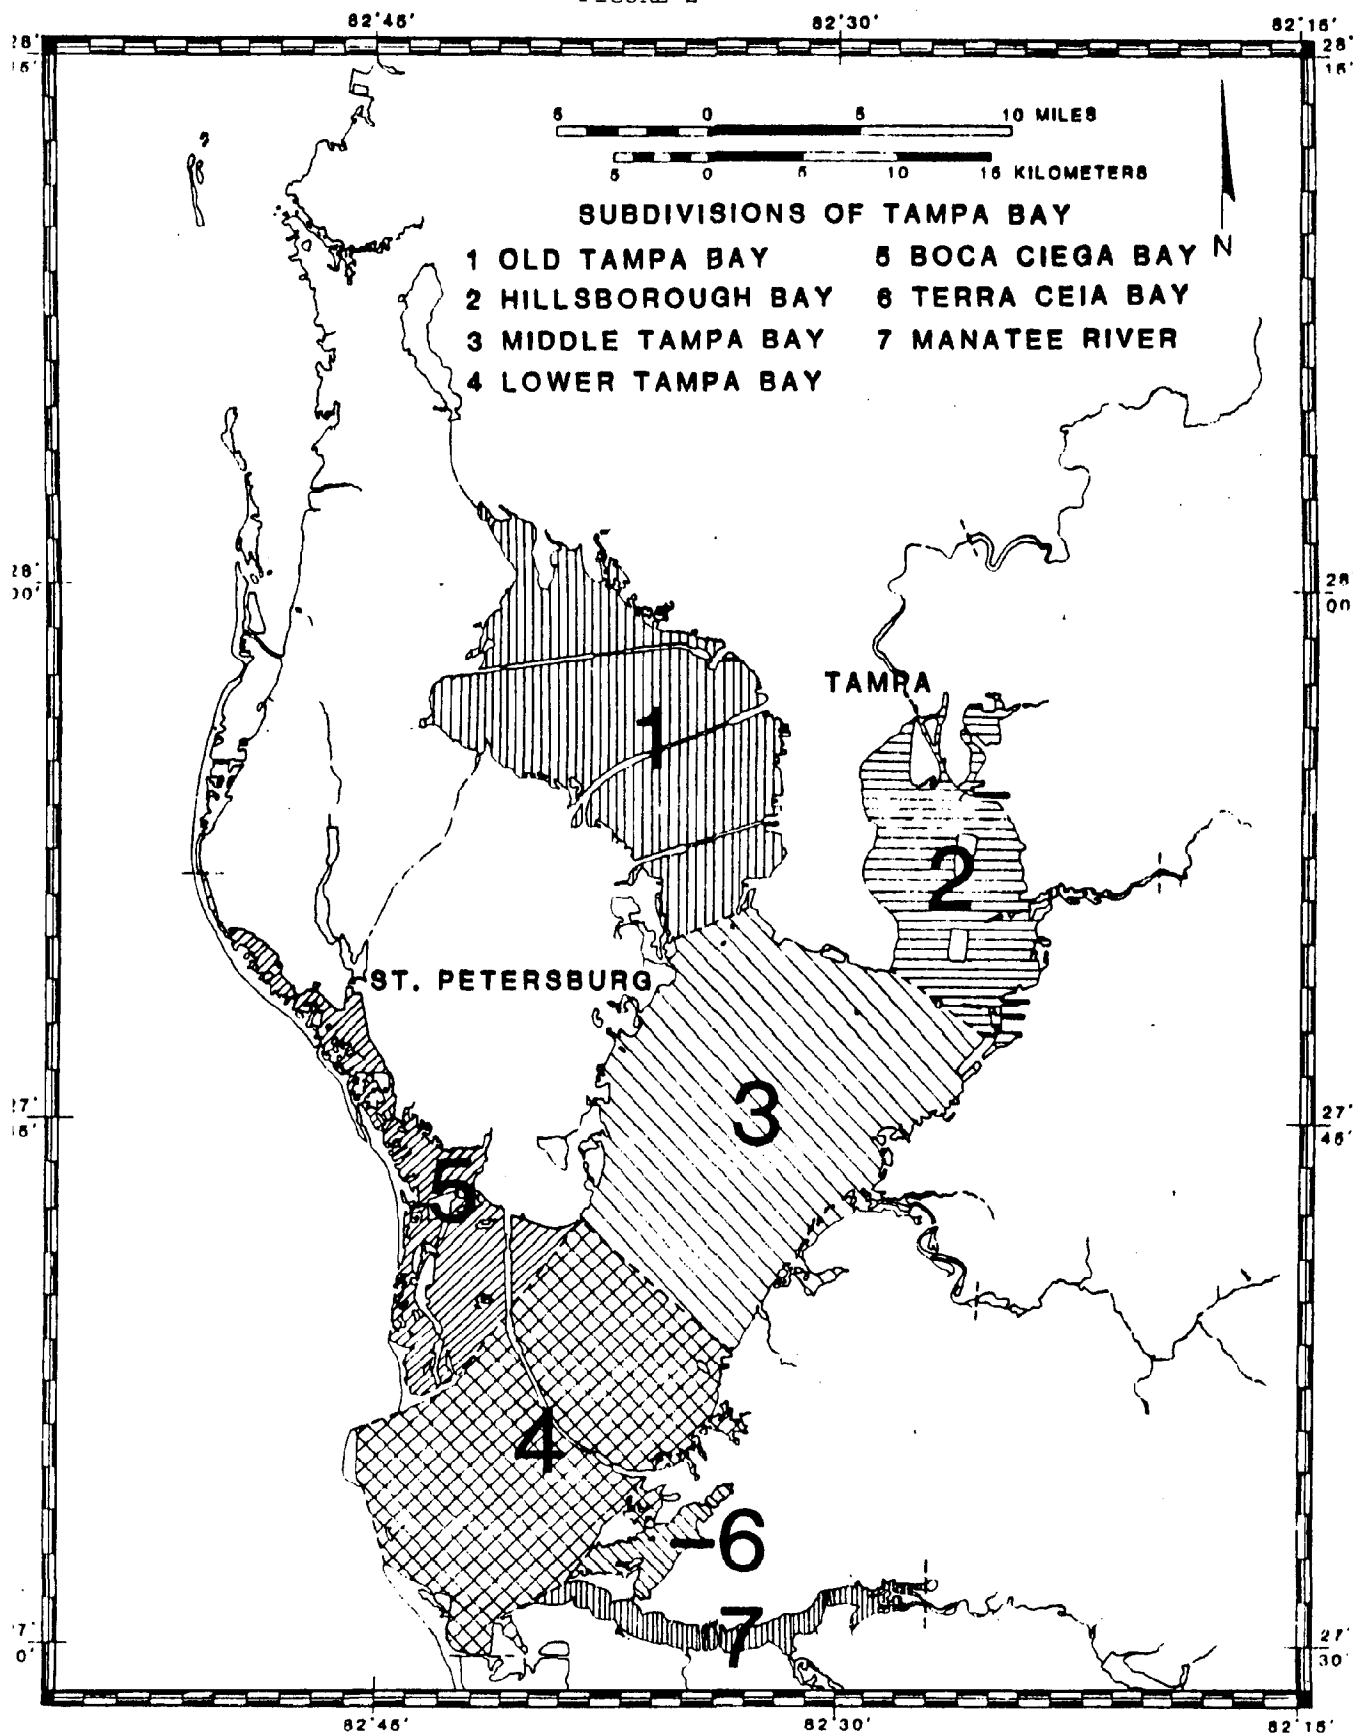 82°45' 82°30' 82°15'
28° 28°
15' 15'
5 0 5 10 MILES
5 0 5 10 15 KILOMETERS
SUBDIVISIONS OF TAMPA BAY
N
1 OLD TAMPA BAY 5 BOCA CIEGA BAY
2 HILLSBOROUGH BAY 6 TERRA CEIA BAY
3 MIDDLE TAMPA BAY 7 MANATEE RIVER
4 LOWER TAMPA BAY
28° 28°
00' 00'
TAMPA
1
2
ST. PETERSBURG
3
27° 27°
45' 45'
5
4
6
7
27° 27°
0' 30'
82°45' 82°30' 82°15'